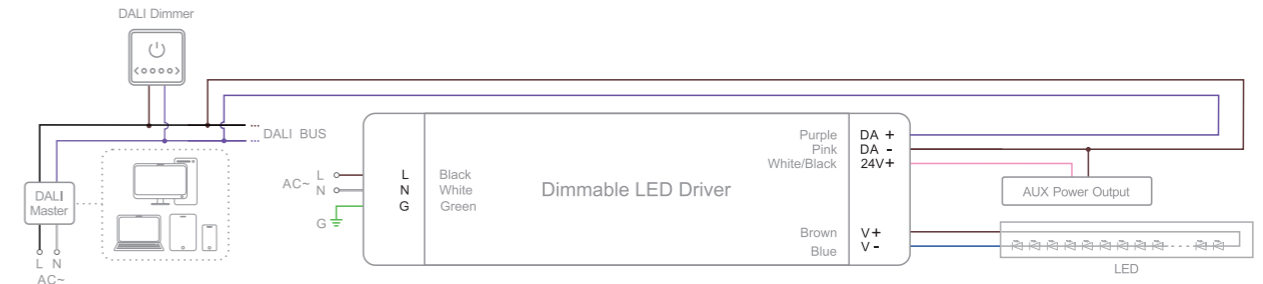 DALI Dimmer
DALI BUS
DALI
Master
L N
AC~
AC~
L
N
G
L
N
G
Black
White
Green
Dimmable LED Driver
Purple
Pink
White/Black
DA +
DA -
24V+
AUX Power Output
Brown
Blue
V+
V-
LED